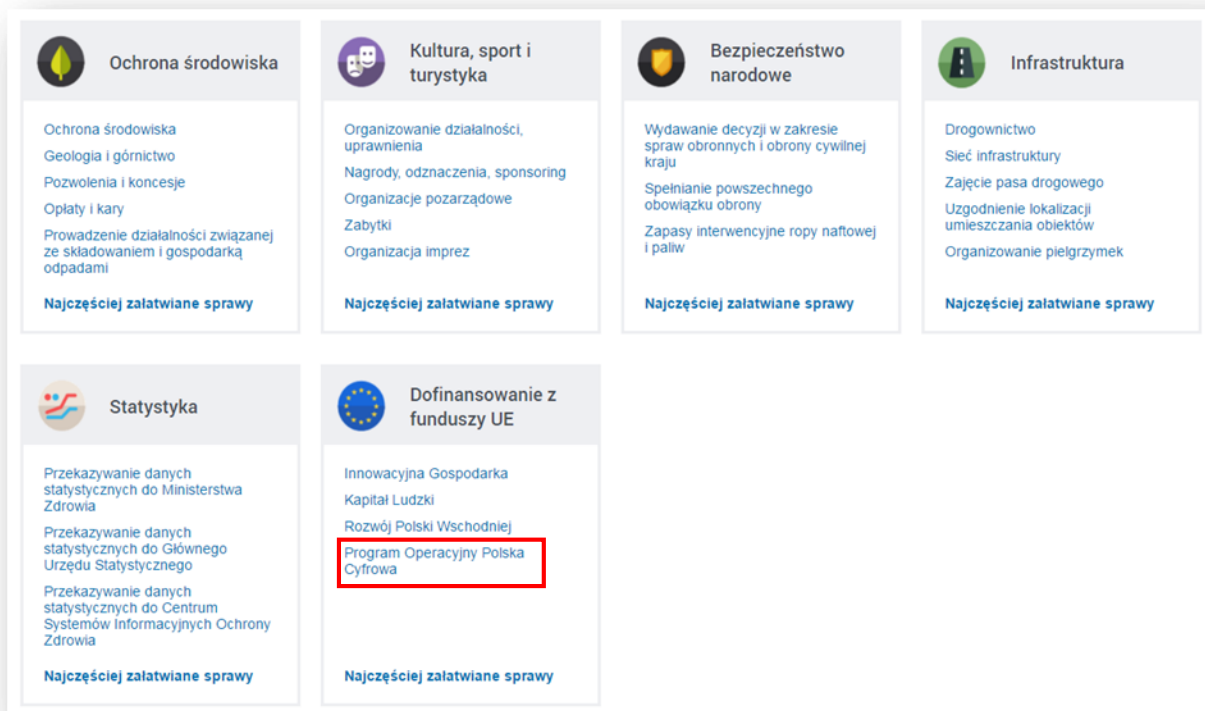 Ochrona środowiska
Ochrona środowiska
Geologia i górnictwo
Pozwolenia i koncesje
Opłaty i kary
Prowadzenie działalności związanej
ze składowaniem i gospodarką
odpadami
Najczęściej załatwiane sprawy
Kultura, sport i
turystyka
Organizowanie działalności,
uprawnienia
Nagrody, odznaczenia, sponsoring
Organizacje pozarządowe
Zabytki
Organizacja imprez
Najczęściej załatwiane sprawy
Bezpieczeństwo
narodowe
Wydawanie decyzji w zakresie
spraw obronnych i obrony cywilnej
kraju
Spełnianie powszechnego
obowiązku obrony
Zapasy interwencyjne ropy naftowej
i paliw
Najczęściej załatwiane sprawy
Infrastruktura
Drogownictwo
Sieć infrastruktury
Zajęcie pasa drogowego
Uzgodnienie lokalizacji
umieszczania obiektów
Organizowanie pielgrzymek
Najczęściej załatwiane sprawy
Statystyka
Przekazywanie danych
statystycznych do Ministerstwa
Zdrowia
Przekazywanie danych
statystycznych do Głównego
Urzędu Statystycznego
Przekazywanie danych
statystycznych do Centrum
Systemów Informacyjnych Ochrony
Zdrowia
Najczęściej załatwiane sprawy
Dofinansowanie z
funduszy UE
Innowacyjna Gospodarka
Kapitał Ludzki
Rozwój Polski Wschodniej
Program Operacyjny Polska
Cyfrowa
Najczęściej załatwiane sprawy